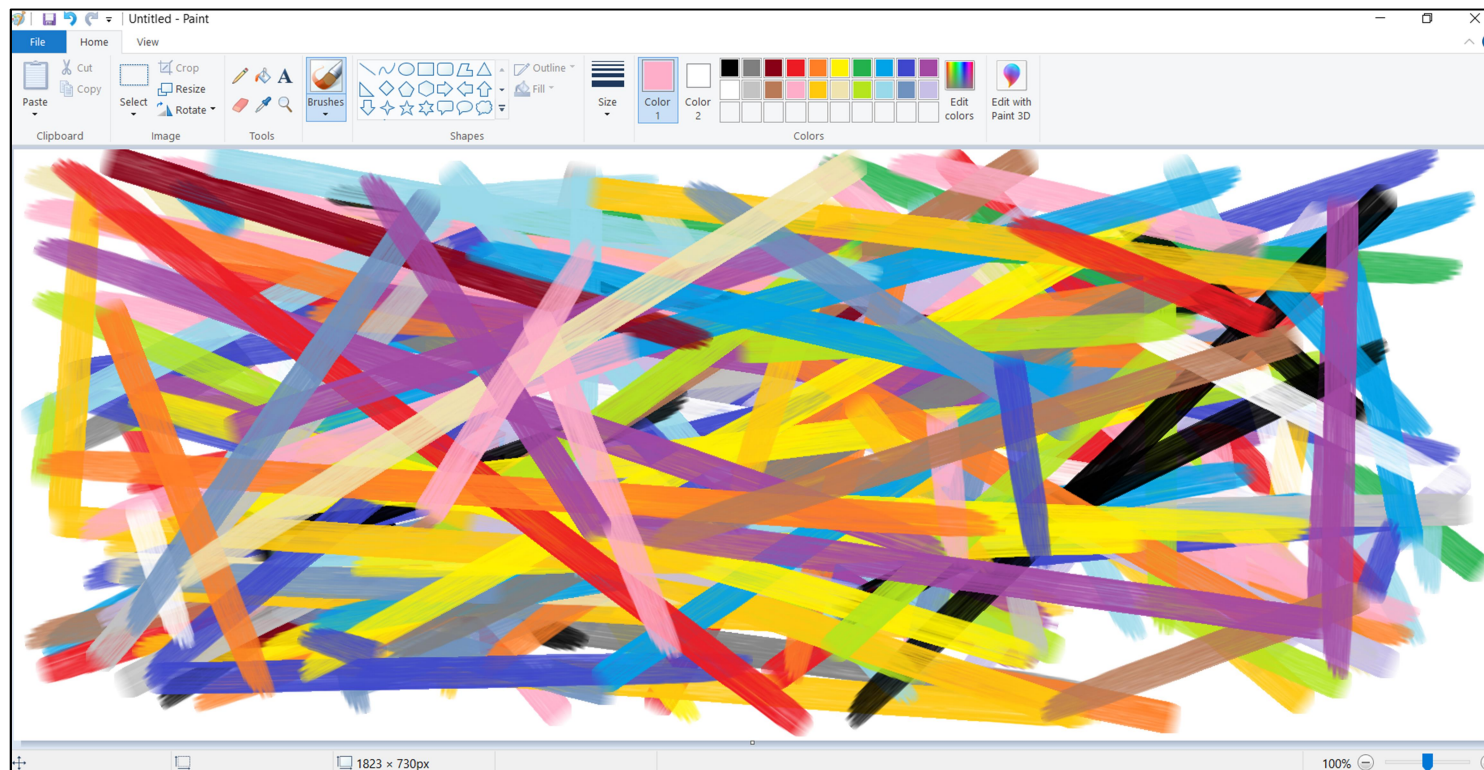 Untitled - Paint
File Home View
Cut
Copy
Paste
Clipboard
Crop
Resize
Rotate
Select
Image
A
Tools
Brushes
Outline
Fill
Shapes
Size
Color 1
Color 2
Edit colors
Colors
Edit with Paint 3D
1823 × 730px
100%